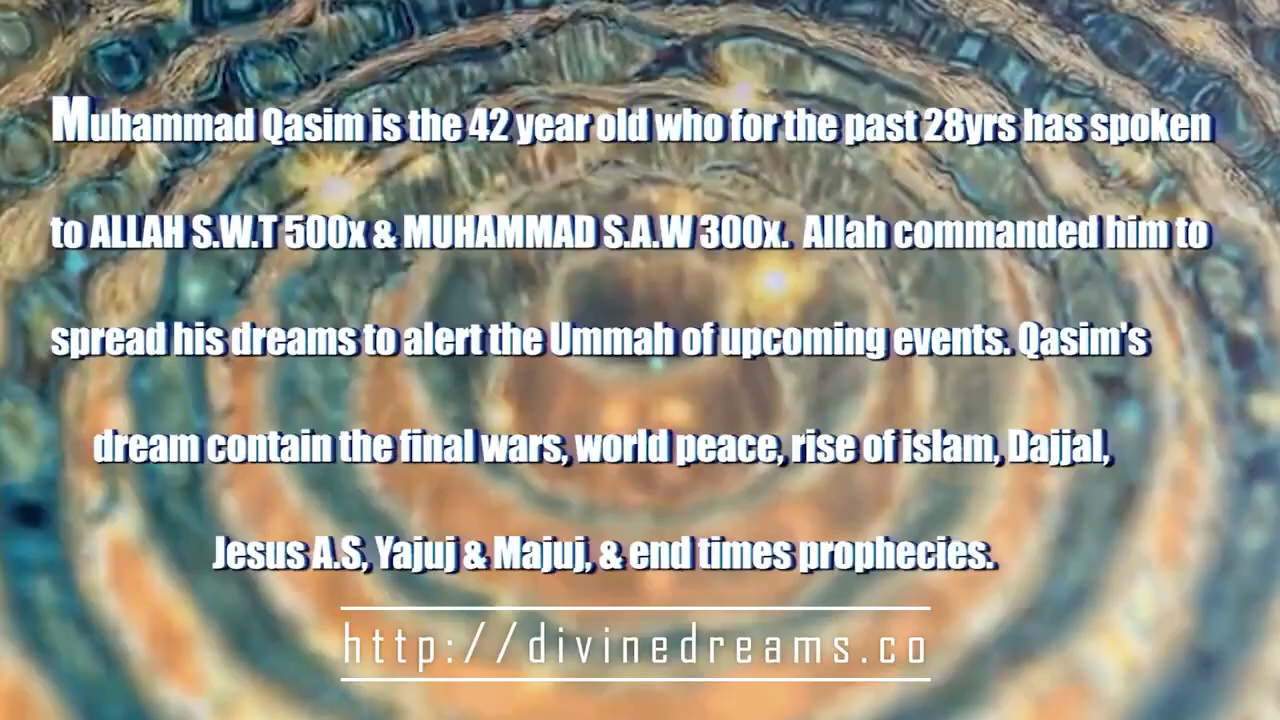 Muhammad Qasim is the 42 year old who for the past 28yrs has spoken
to ALLAH S.W.T 500x & MUHAMMAD S.A.W 300x. Allah commanded him to
spread his dreams to alert the Ummah of upcoming events. Qasim's
dream contain the final wars, world peace, rise of islam, Dajjal,
Jesus A.S, Yajuj & Majuj, & end times prophecies.
http://divinedreams.co